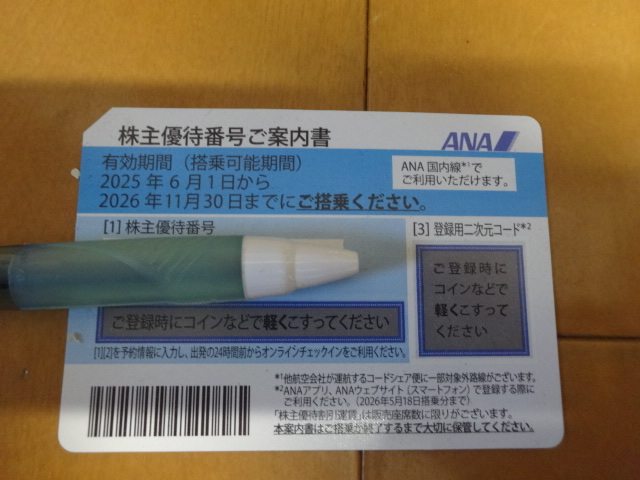 株主優待番号ご案内書
ANA
有効期間（搭乗可能期間）
2025 年 6 月 1 日から
2026 年 11月 30 日までにご搭乗ください。
ANA 国内線*1で
ご利用いただけます。
[1] 株主優待番号
[3] 登録用二次元コード*2
ご登録時に
コインなどで
軽くこすって
ください
ご登録時にコインなどで軽くこすってください
[1][2]を予約情報に入力し、出発の24時間前からオンラインチェックインをご利用ください。
*1他航空会社が運航するコードシェア便に一部対象外路線がございます。
*2ANAアプリ、ANAウェブサイト（スマートフォン）で登録する際に
ご利用ください。（2026年5月18日搭乗分まで）
「株主優待割引運賃」は販売座席数に限りがございます。
本案内書はご搭乗が終了するまで大切に保管してください。